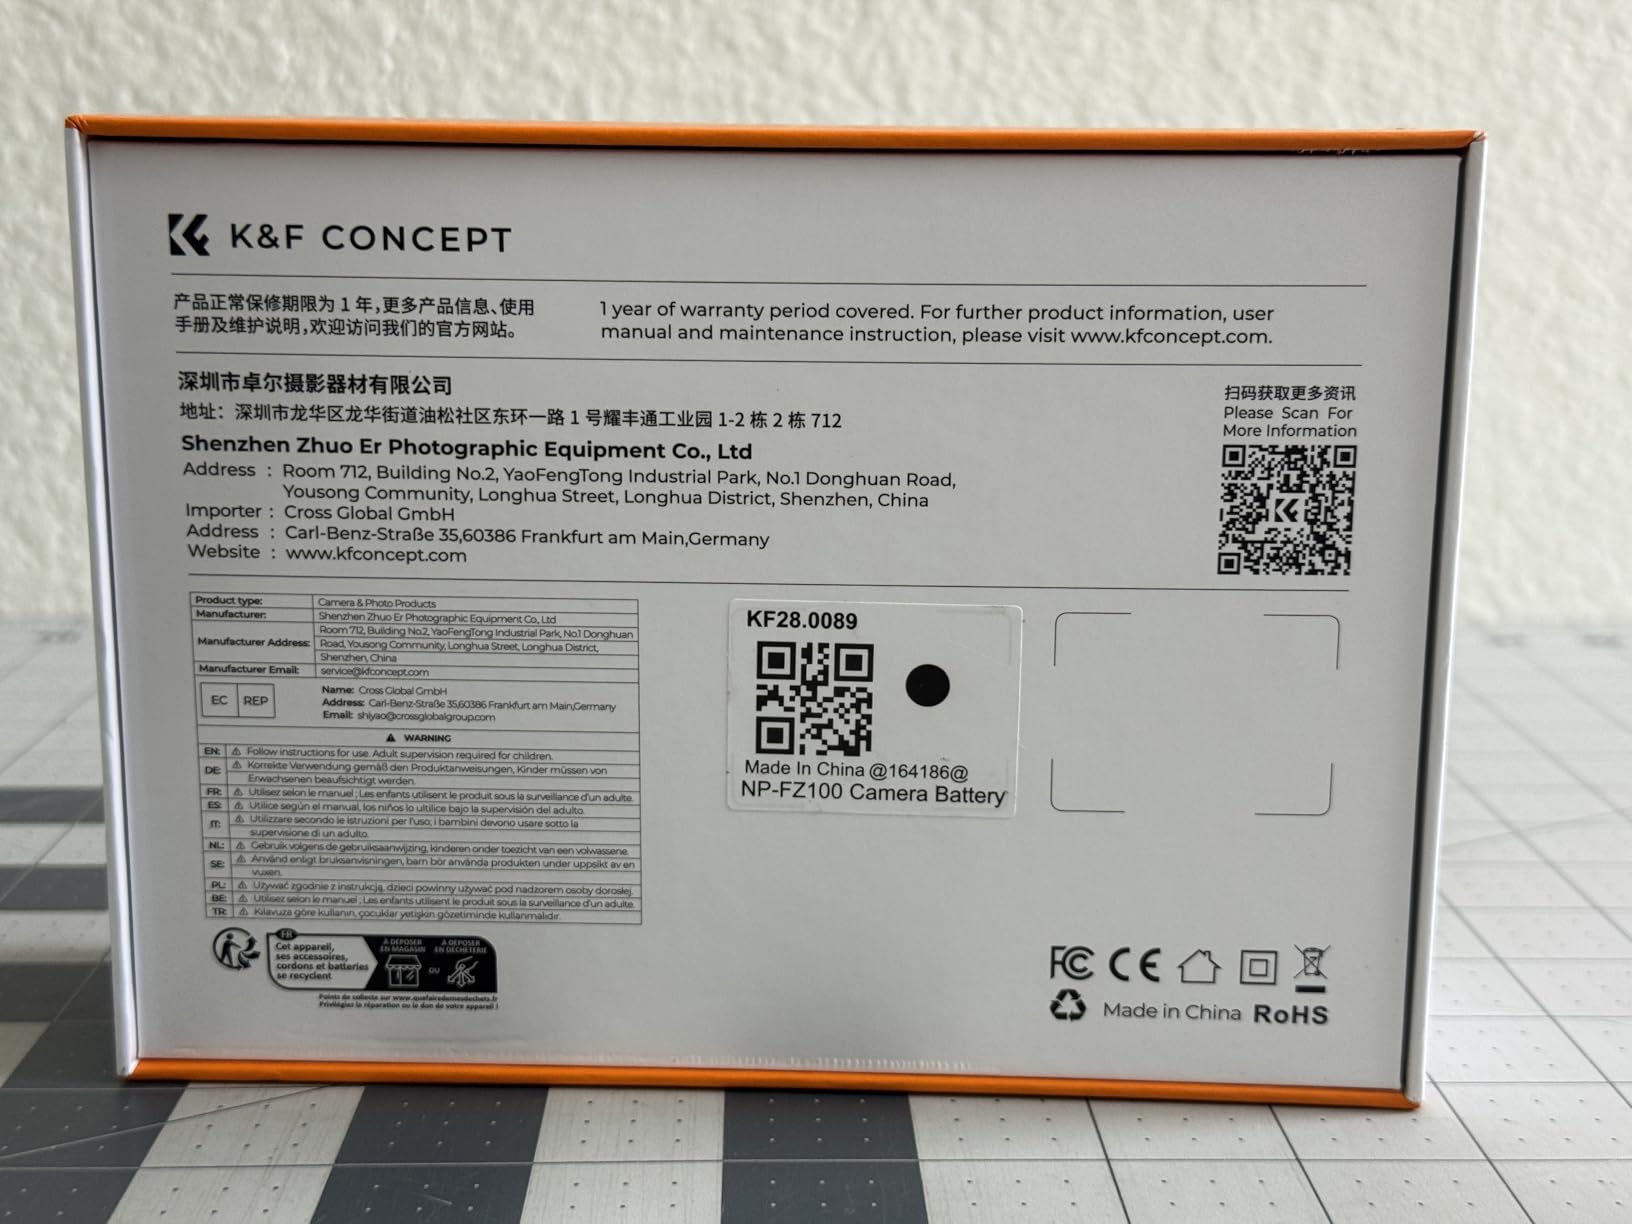 K&F CONCEPT
产品正常保修期限为 1 年,更多产品信息、使用
手册及维护说明,欢迎访问我们的官方网站。
1 year of warranty period covered. For further product information, user
manual and maintenance instruction, please visit www.kfconcept.com.
深圳市卓尔摄影器材有限公司
地址：深圳市龙华区龙华街道油松社区东环一路 1 号耀丰通工业园 1-2 栋 2 栋 712
Shenzhen Zhuo Er Photographic Equipment Co., Ltd
Address : Room 712, Building No.2, YaoFengTong Industrial Park, No.1 Donghuan Road,
Yousong Community, Longhua Street, Longhua District, Shenzhen, China
Importer : Cross Global GmbH
Address : Carl-Benz-Straße 35,60386 Frankfurt am Main,Germany
Website : www.kfconcept.com
扫码获取更多资讯
Please Scan For
More Information
Product type: Camera & Photo Products
Manufacturer: Shenzhen Zhuo Er Photographic Equipment Co., Ltd
Manufacturer Address: Room 712, Building No.2, YaoFengTong Industrial Park, No.1 Donghuan
Road, Yousong Community, Longhua Street, Longhua District,
Shenzhen, China
Manufacturer Email: service@kfconcept.com
EC REP
Name: Cross Global GmbH
Address: Carl-Benz-Straße 35,60386 Frankfurt am Main,Germany
Email: shiyao@crossglobalgroup.com
⚠ WARNING
EN: ⚠ Follow instructions for use. Adult supervision required for children.
DE: ⚠ Korrekte Verwendung gemäß den Produktanweisungen, Kinder müssen von
Erwachsenen beaufsichtigt werden.
FR: ⚠ Utilisez selon le manuel ; Les enfants utilisent le produit sous la surveillance d'un adulte.
ES: ⚠ Utilice según el manual, los niños lo ultilice bajo la supervisión del adulto.
IT: ⚠ Utilizzare secondo le istruzioni per l'uso; i bambini devono usare sotto la
supervisione di un adulto.
NL: ⚠ Gebruik volgens de gebruiksaanwijzing, kinderen onder toezicht van een volwassene.
SE: ⚠ Använd enligt bruksanvisningen, barn bör använda produkten under uppsikt av en
vuxen.
PL: ⚠ Używać zgodnie z instrukcją, dzieci powinny używać pod nadzorem osoby dorosłej.
BE: ⚠ Utilisez selon le manuel ; Les enfants utilisent le produit sous la surveillance d'un adulte.
TR: ⚠ Kılavuza göre kullanın, çocuklar yetişkin gözetiminde kullanmalıdır.
KF28.0089
Made In China @164186@
NP-FZ100 Camera Battery
FR
Cet appareil,
ses accessoires,
cordons et batteries
se recyclent
À DÉPOSER
EN MAGASIN
OU
À DÉPOSER
EN DÉCHÈTERIE
Points de collecte sur www.quefairedemesdechets.fr
Privilégiez la réparation ou le don de votre appareil !
FC CE
Made in China RoHS